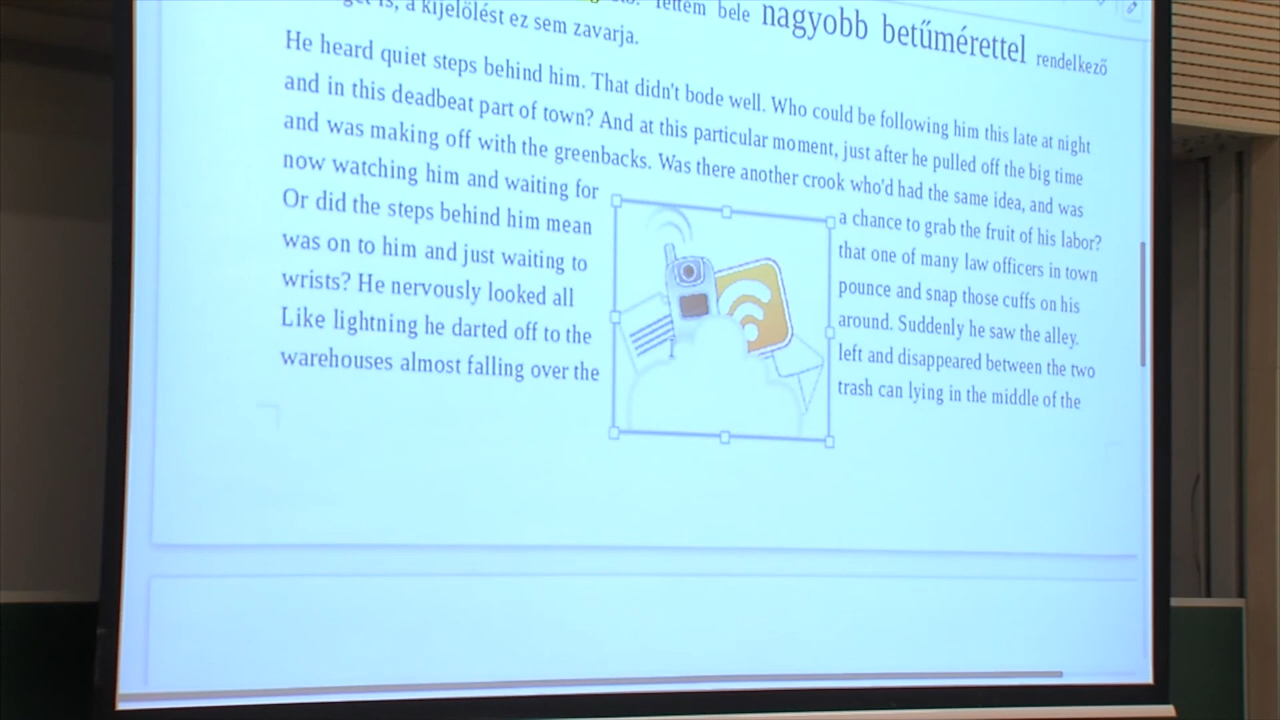 bele nagyobb betűmérettel rendelkező
is, a kijelölést ez sem zavarja.
He heard quiet steps behind him. That didn't bode well. Who could be following him this late at night
and in this deadbeat part of town? And at this particular moment, just after he pulled off the big time
and was making off with the greenbacks. Was there another crook who'd had the same idea, and was
now watching him and waiting for a chance to grab the fruit of his labor?
Or did the steps behind him mean that one of many law officers in town
was on to him and just waiting to pounce and snap those cuffs on his
wrists? He nervously looked all around. Suddenly he saw the alley.
Like lightning he darted off to the left and disappeared between the two
warehouses almost falling over the trash can lying in the middle of the